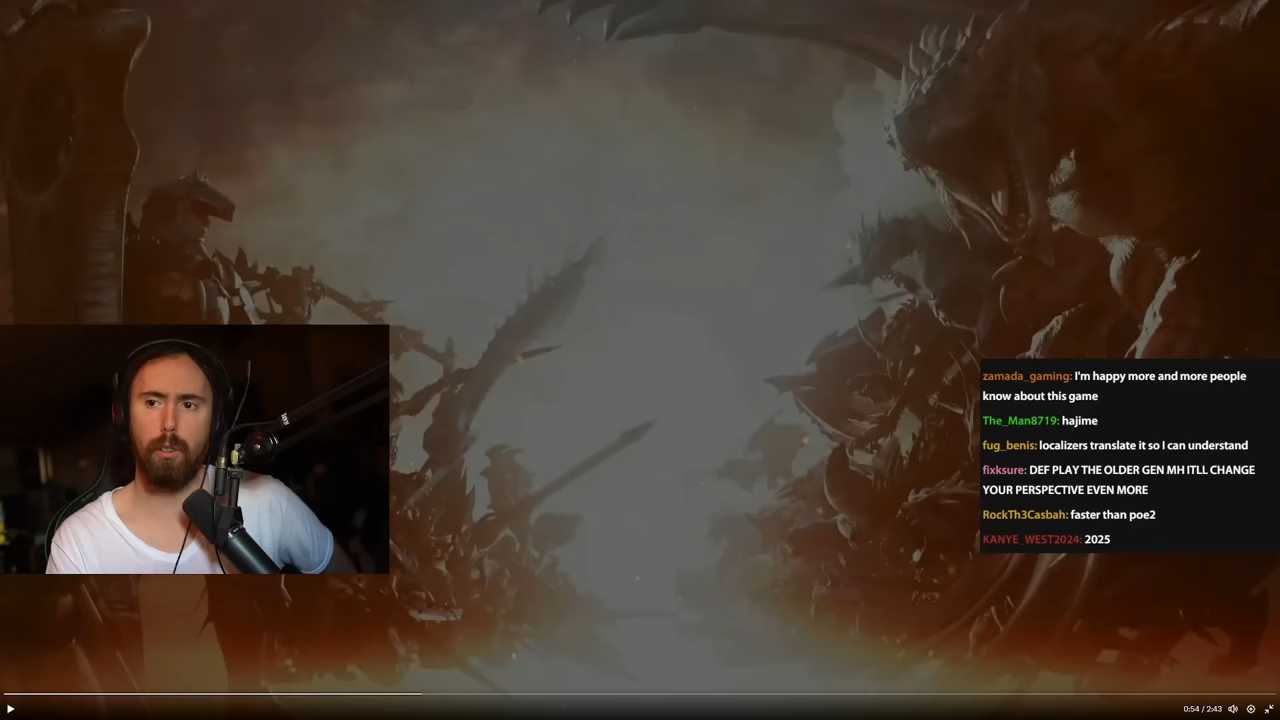 zamada_gaming: I'm happy more and more people
know about this game
The_Man8719: hajime
fug_benis: localizers translate it so I can understand
fixksure: DEF PLAY THE OLDER GEN MH ITLL CHANGE
YOUR PERSPECTIVE EVEN MORE
RockTh3Casbah: faster than poe2
KANYE_WEST2024: 2025
0:54 / 2:43